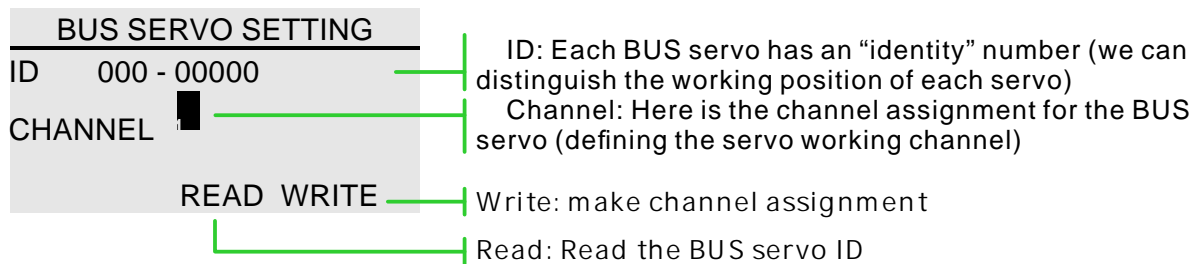 BUS SERVO SETTING
ID 000 - 00000
CHANNEL
READ WRITE
ID: Each BUS servo has an “identity” number (we can
distinguish the working position of each servo)
Channel: Here is the channel assignment for the BUS
servo (defining the servo working channel)
Write: make channel assignment
Read: Read the BUS servo ID